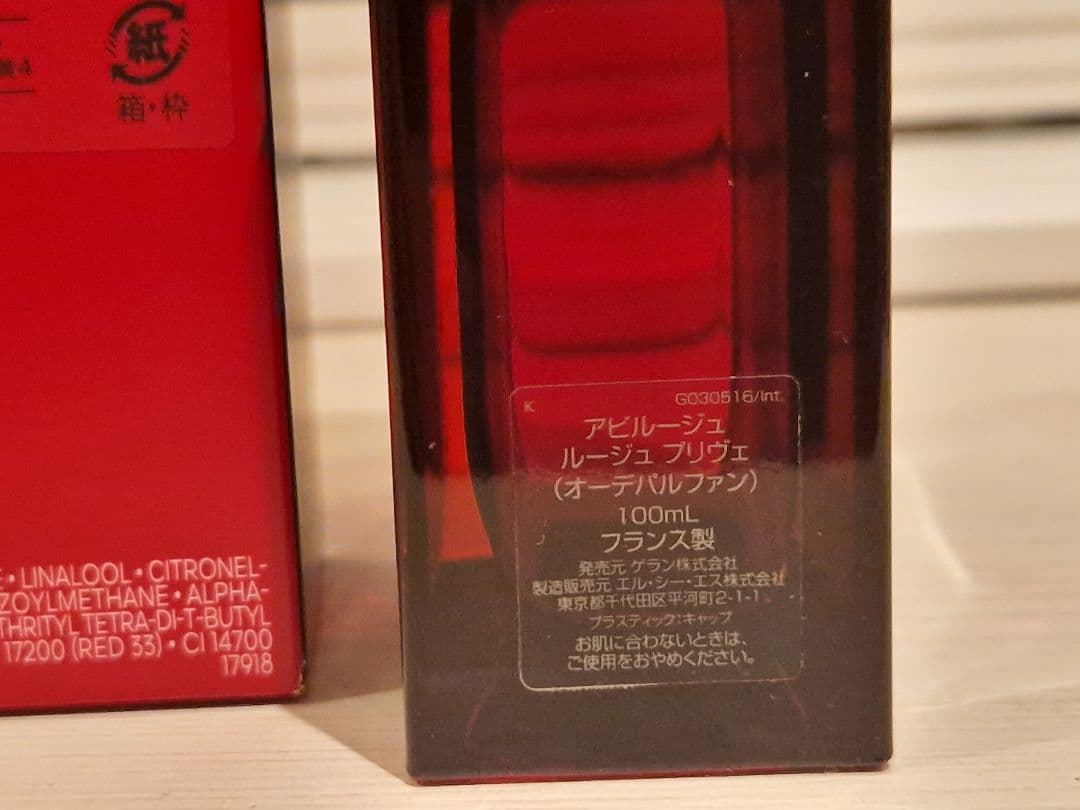 紙
箱・枠
LINALOOL・CITRONEL-
ZOYLMETHANE・ALPHA-
THRITYL TETRA-DI-T-BUTYL
17200 (RED 33)・CI 14700
17918
K
G030516/Int.
アビルージュ
ルージュ プリヴェ
(オーデパルファン)
100mL
フランス製
発売元 ゲラン株式会社
製造販売元 エル・シー・エス株式会社
東京都千代田区平河町2-1-1
プラスティック:キャップ
お肌に合わないときは、
ご使用をおやめください。